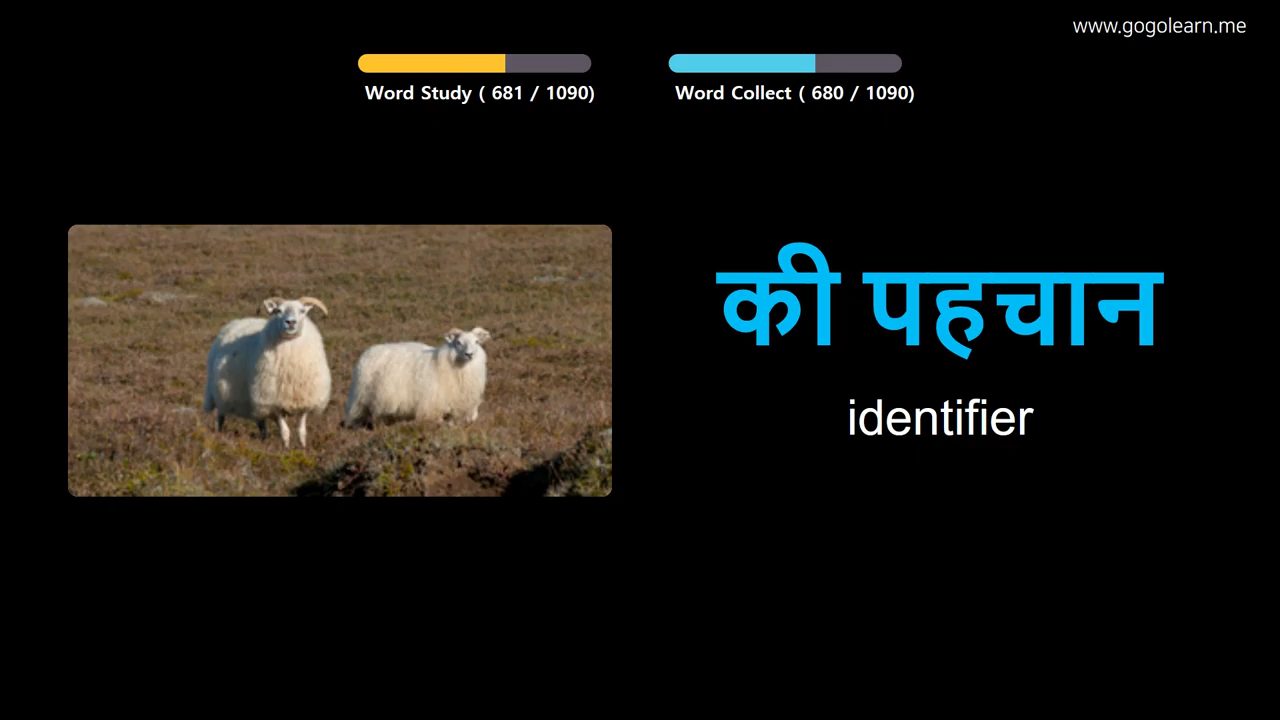 www.gogolearn.me
Word Study ( 681 / 1090)
Word Collect ( 680 / 1090)
की पहचान
identifier